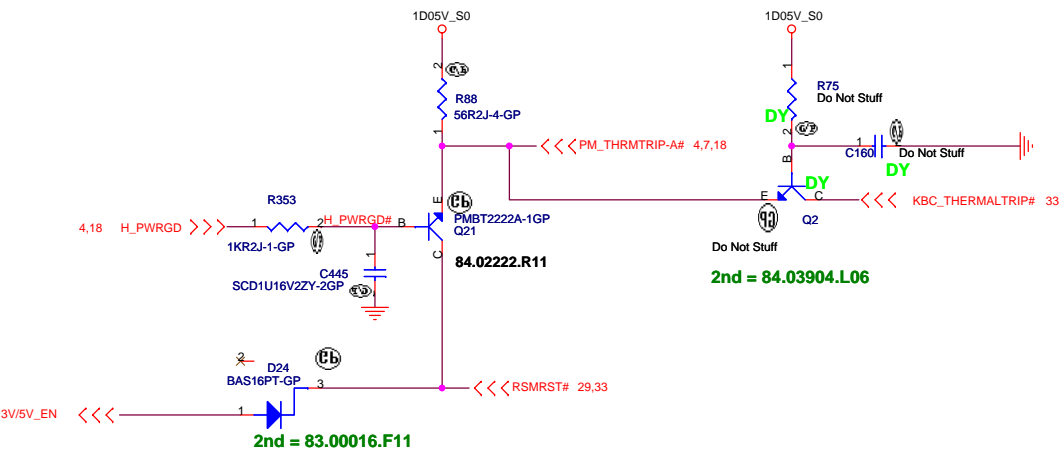 1D05V_S0
1D05V_S0
2
R88
56R2J-4-GP
1
1
R75
Do Not Stuff
DY
2
PM_THRMTRIP-A# 4,7,18
B
1
C160
Do Not Stuff
DY
DY
E
C
KBC_THERMALTRIP# 33
Q2
Do Not Stuff
2nd = 84.03904.L06
R353
4,18 H_PWRGD
1
2
H_PWRGD#
1KR2J-1-GP
B
E
PMBT2222A-1GP
Q21
C
84.02222.R11
1
C445
SCD1U16V2ZY-2GP
2
D24
BAS16PT-GP
3
RSMRST# 29,33
3V/5V_EN
1
2nd = 83.00016.F11